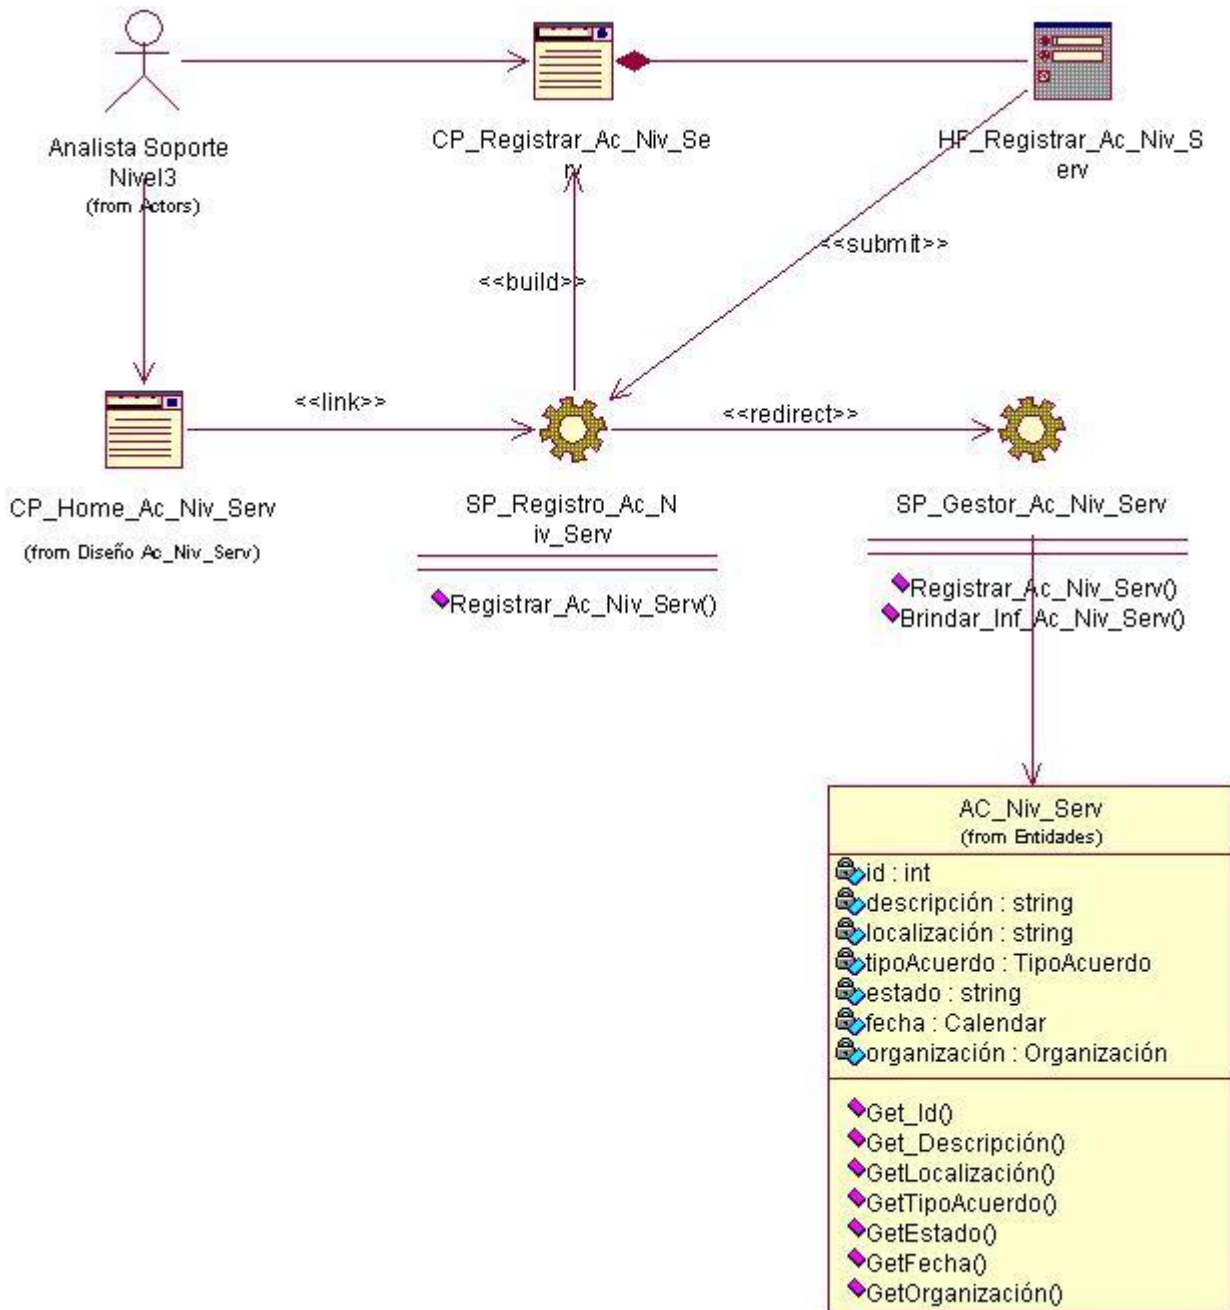 Analista Soporte
Nivel3
(from Actors)
CP_Registrar_Ac_Niv_Se
rv
HF_Registrar_Ac_Niv_S
erv
<<submit>>
<<build>>
<<link>>
<<redirect>>
CP_Home_Ac_Niv_Serv
(from Diseño Ac_Niv_Serv)
SP_Registro_Ac_N
iv_Serv
Registrar_Ac_Niv_Serv()
SP_Gestor_Ac_Niv_Serv
Registrar_Ac_Niv_Serv()
Brindar_Inf_Ac_Niv_Serv()
AC_Niv_Serv
(from Entidades)
id : int
descripción : string
localización : string
tipoAcuerdo : TipoAcuerdo
estado : string
fecha : Calendar
organización : Organización
Get_Id()
Get_Descripción()
GetLocalización()
GetTipoAcuerdo()
GetEstado()
GetFecha()
GetOrganización()